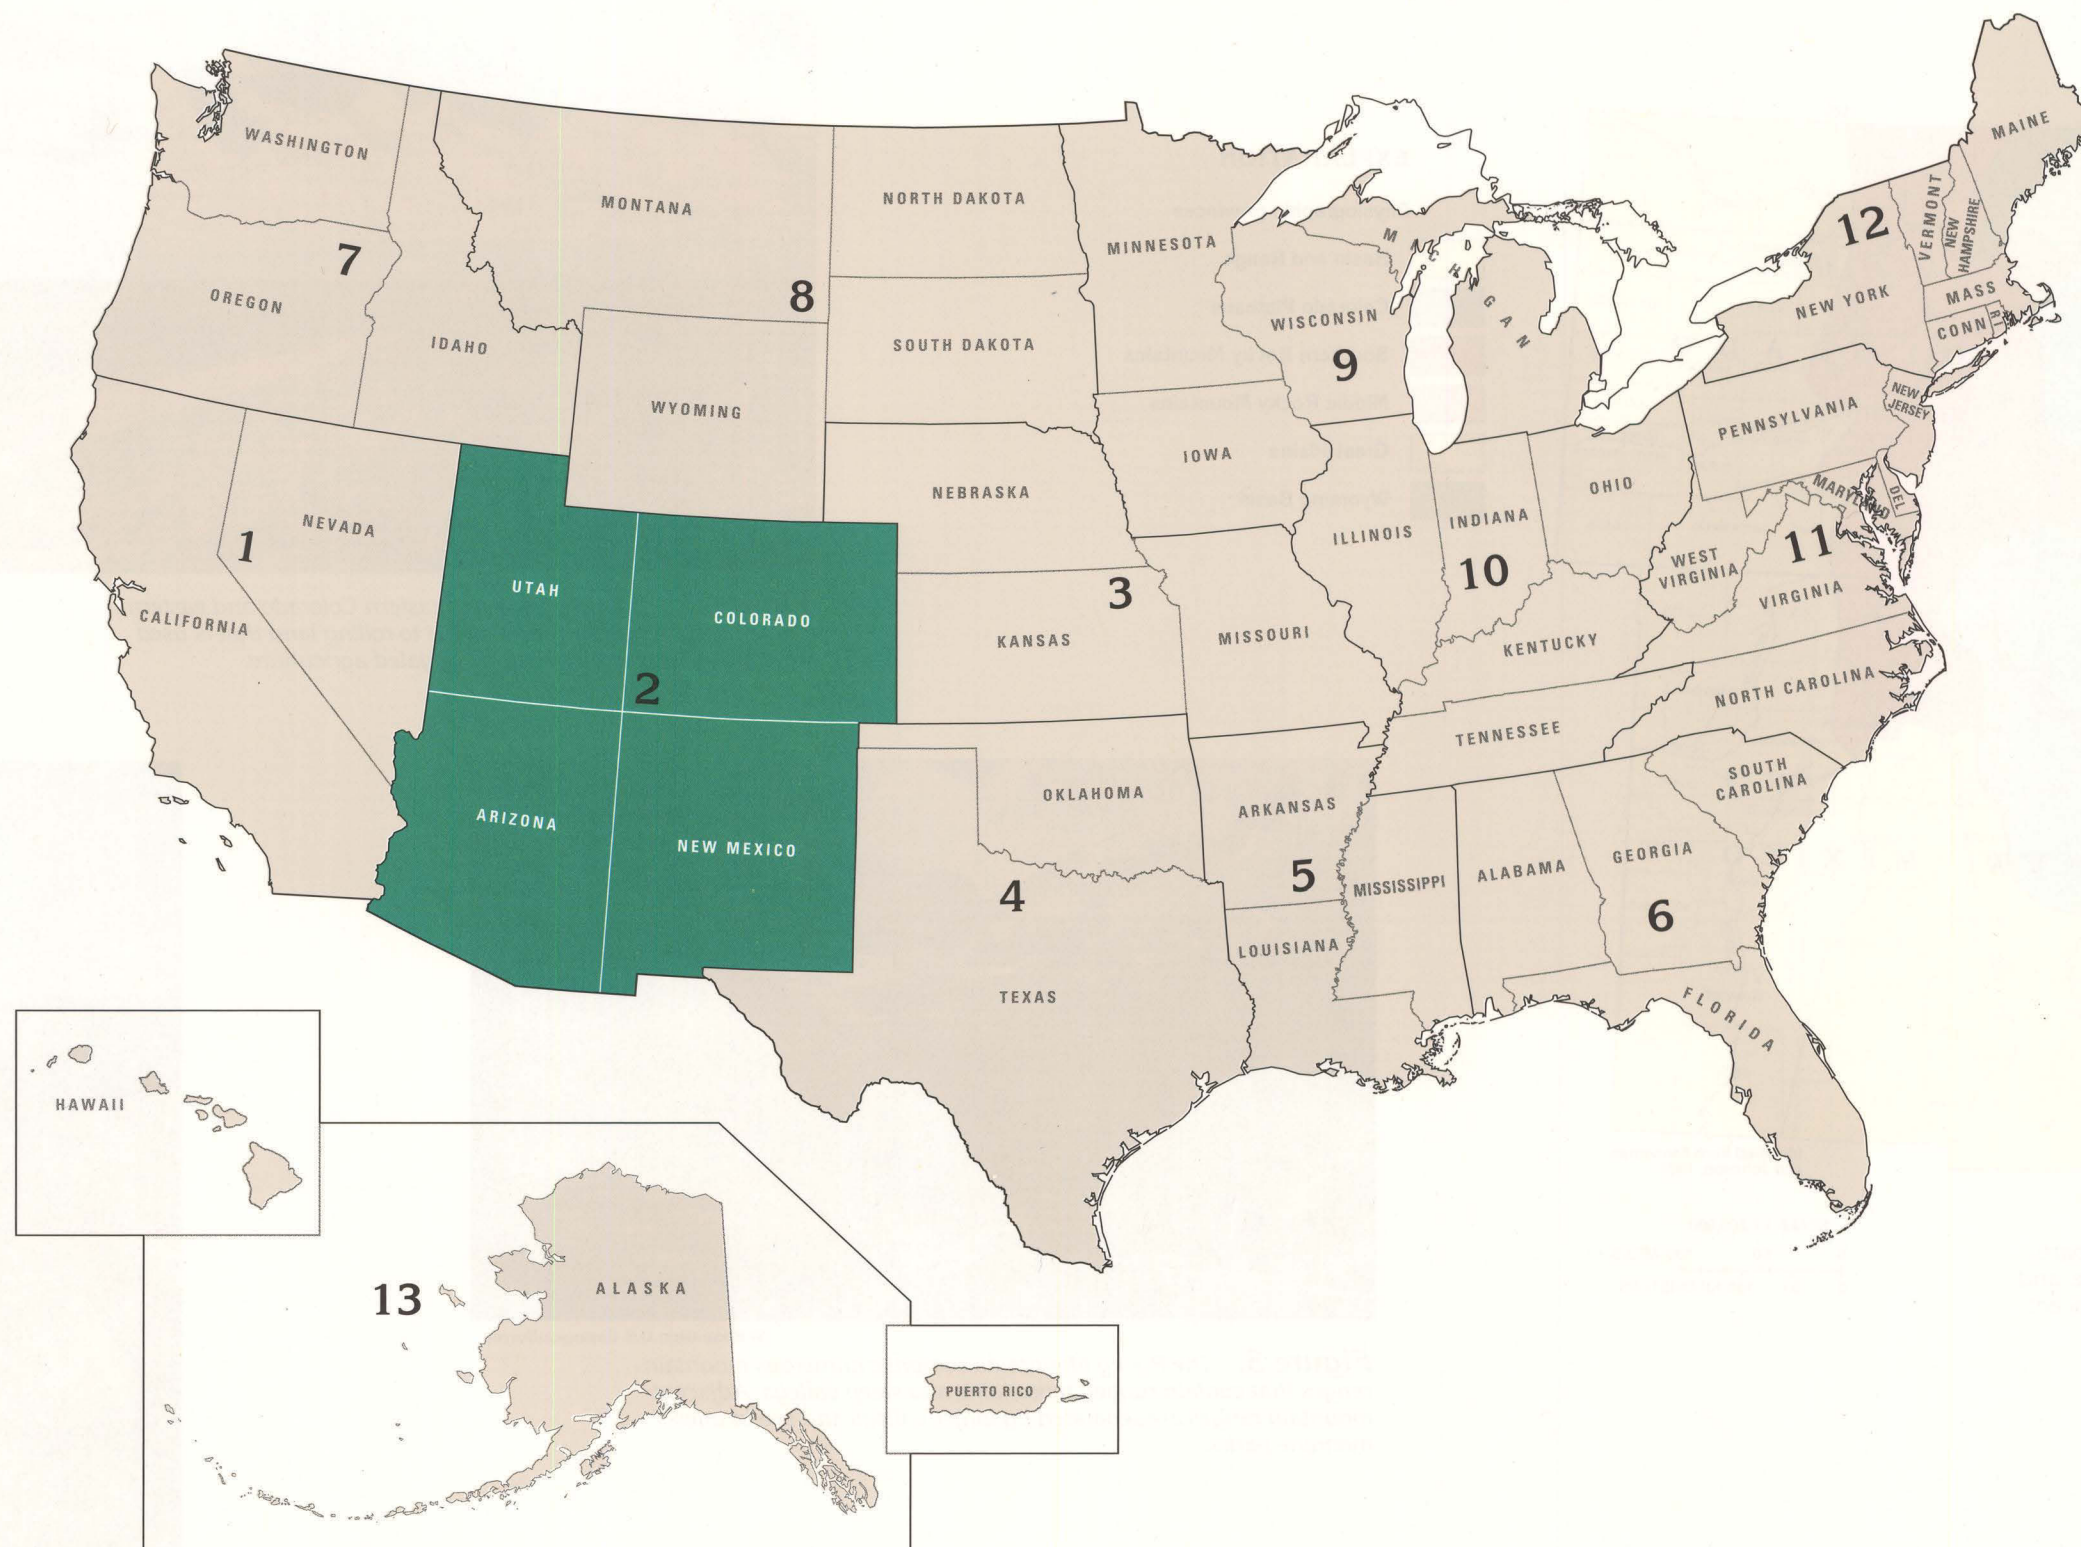 WASHINGTON
MONTANA
NORTH DAKOTA
MINNESOTA
MAINE
12
VERMONT
NEW
HAMPSHIRE
7
OREGON
IDAHO
8
SOUTH DAKOTA
WISCONSIN
9
MICHIGAN
NEW YORK
MASS
CONN
RI
WYOMING
IOWA
PENNSYLVANIA
NEW
JERSEY
NEBRASKA
ILLINOIS
INDIANA
10
OHIO
MARYLAND
DEL
11
WEST
VIRGINIA
VIRGINIA
1
NEVADA
CALIFORNIA
UTAH
COLORADO
2
3
KANSAS
MISSOURI
KENTUCKY
NORTH CAROLINA
TENNESSEE
SOUTH
CAROLINA
ARIZONA
NEW MEXICO
OKLAHOMA
ARKANSAS
4
5
MISSISSIPPI
ALABAMA
GEORGIA
6
LOUISIANA
TEXAS
FLORIDA
HAWAII
13
ALASKA
PUERTO RICO